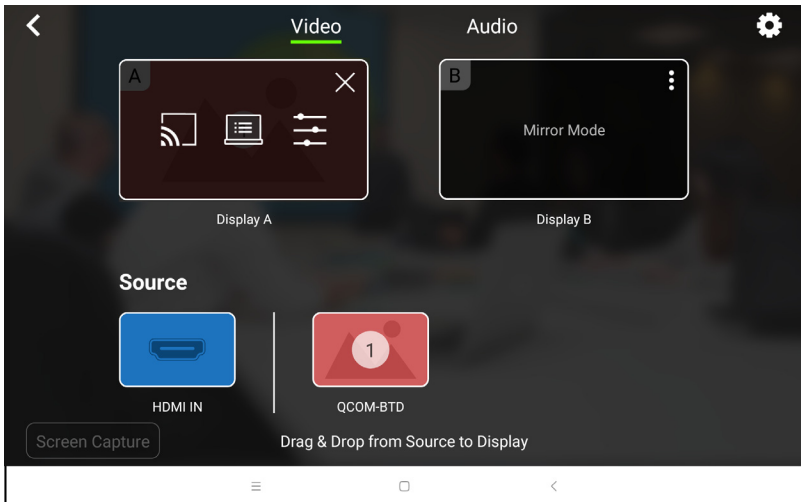 Video Audio
A B
Mirror Mode
Display A Display B
Source
1
HDMI IN QCOM-BTD
Screen Capture Drag & Drop from Source to Display